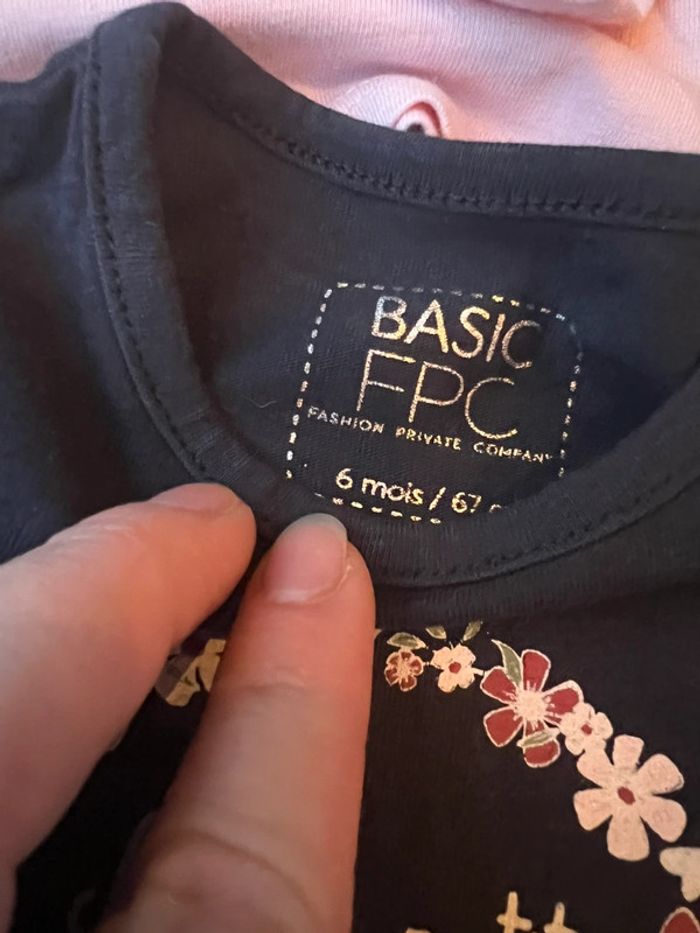 BASIC
FPC
FASHION PRIVATE COMPANY
6 mois / 67